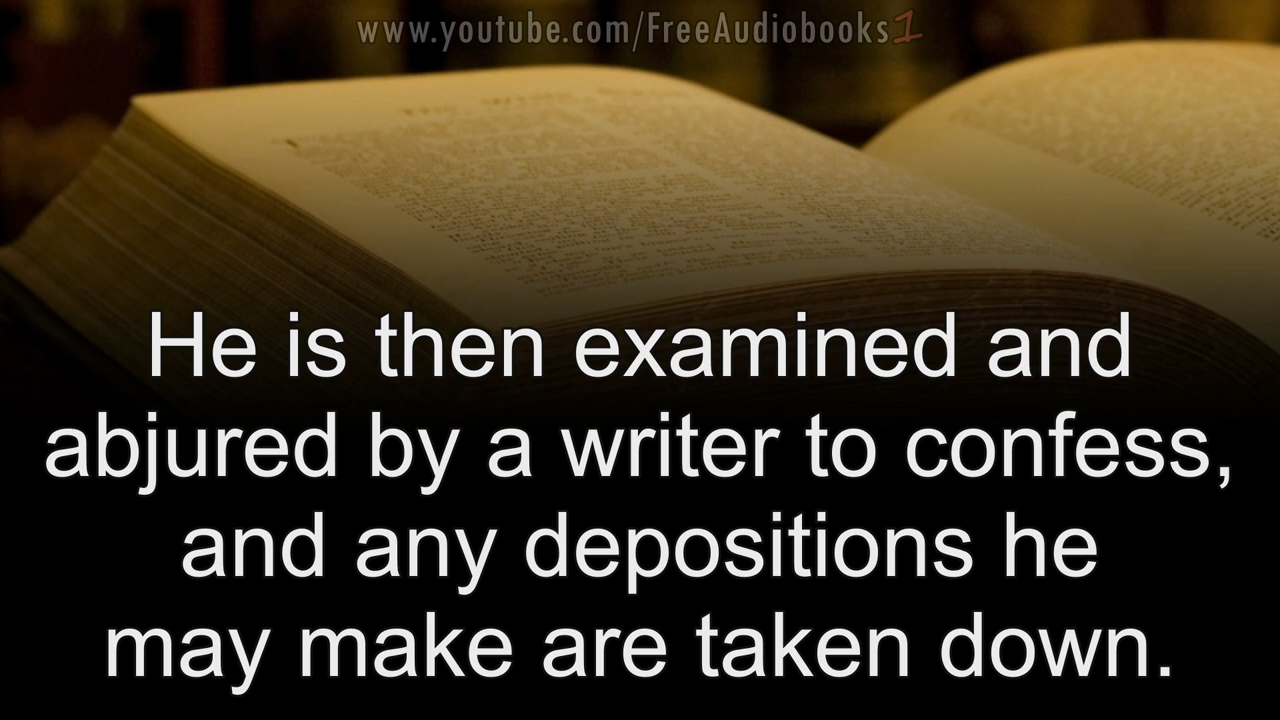 www.youtube.com/FreeAudiobooks1
He is then examined and
abjured by a writer to confess,
and any depositions he
may make are taken down.